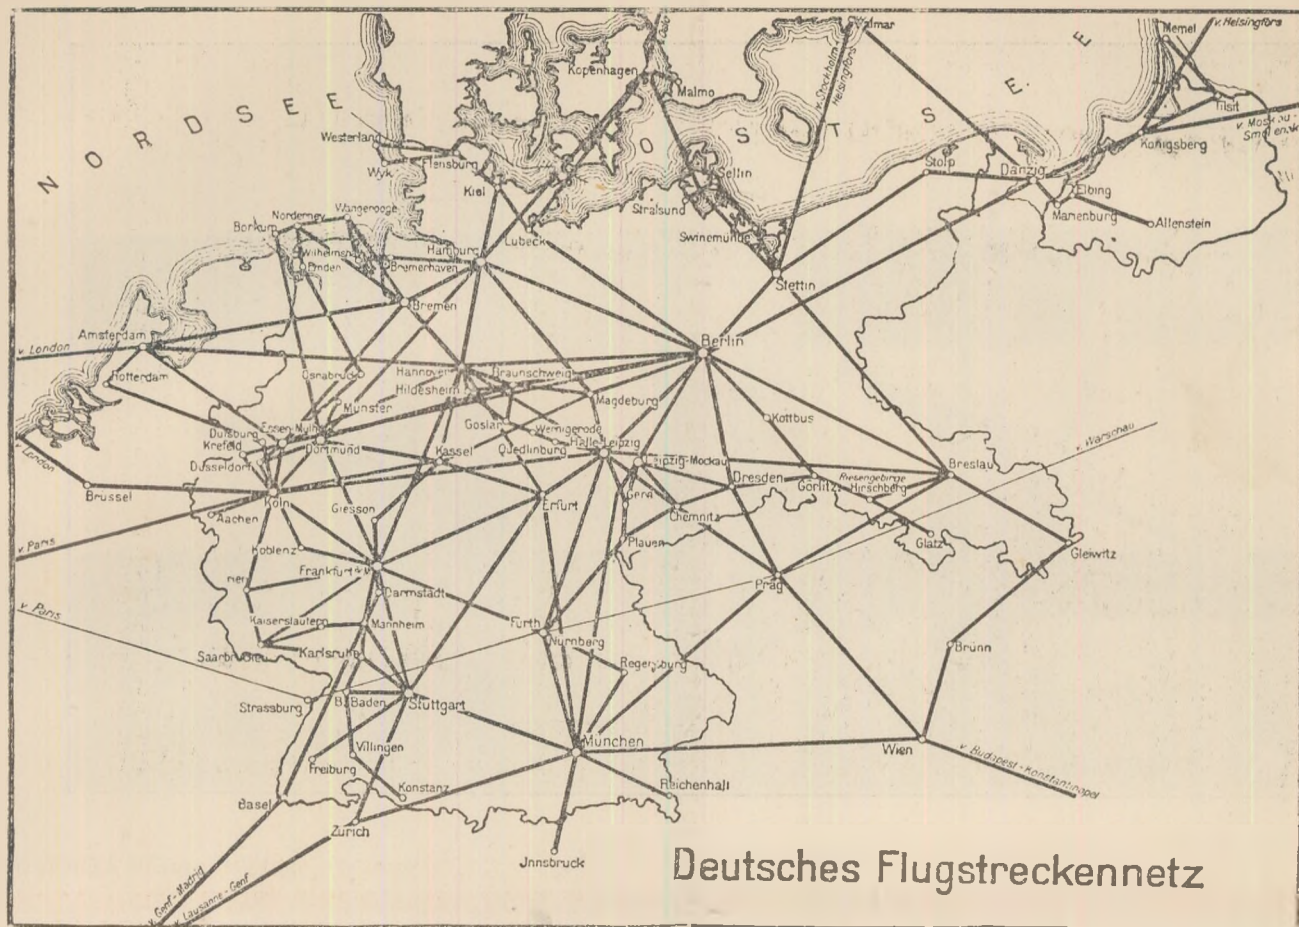 NORDSEE
OSTSEE
Kopenhagen
Malmö
v. Stockholm
Helsingfors
Memel
v. Helsingfors
Tilsit
v. Moskau-
Smolensk
Königsberg
Westerland
Wyk
Flensburg
Kiel
Sellin
Stralsund
Swinemünde
Stolp
Danzig
Elbing
Marienburg
Allenstein
Borkum
Norderney
Wangerooge
Emden
Bremerhaven
Hamburg
Lübeck
Stettin
Bremen
Amsterdam
v. London
Rotterdam
Berlin
Osnabrück
Hannover
Braunschweig
Hildesheim
Magdeburg
Münster
Goslar
Wernigerode
Kottbus
Duisburg
Krefeld
Düsseldorf
Dortmund
Kassel
Quedlinburg
Halle-Leipzig
Leipzig-Mockau
v. Warschau
v. London
Brüssel
Köln
Aachen
Giessen
Erfurt
Gera
Dresden
Görlitz
Riesengebirge
Hirschberg
Breslau
Chemnitz
Glatz
Gleiwitz
v. Paris
Koblenz
Plauen
Frankfurt
Darmstadt
Prag
v. Paris
Kaiserslautern
Mannheim
Fürth
Nürnberg
Brünn
Saarbrücken
Karlsruhe
Regensburg
Strassburg
B. Baden
Stuttgart
München
Wien
v. Budapest-Konstantinopel
Villingen
Freiburg
Konstanz
Reichenhall
Basel
Zürich
Jnnsbruck
v. Genf-Madrid
v. Lausanne-Genf
Deutsches Flugstreckennetz